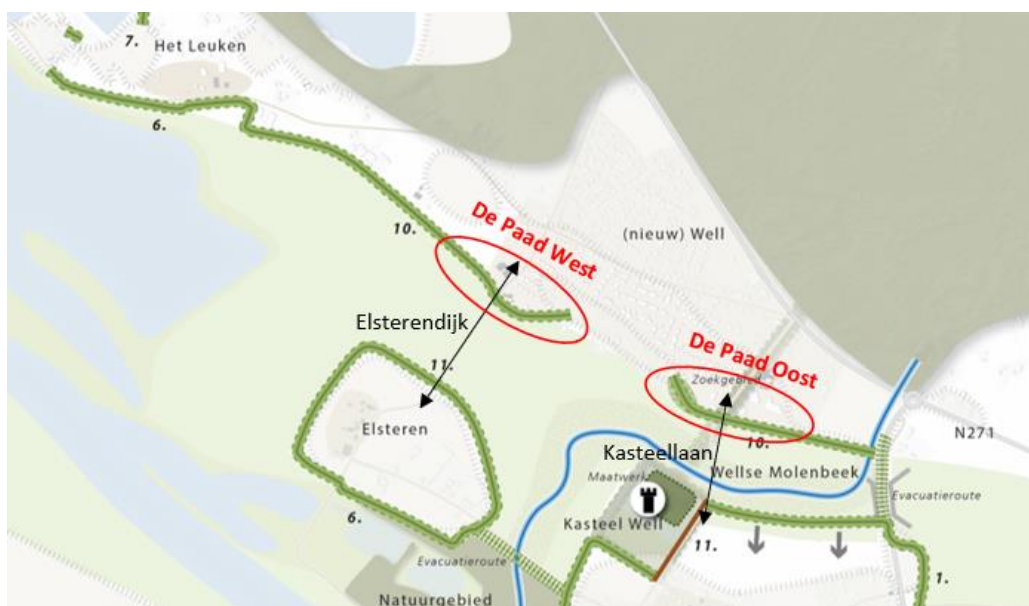 7.
Het Leuken
6.
10.
De Paad West
(nieuw) Well
Elsterendijk
11.
De Paad Oost
Zoekgebied
Elsteren
10.
N271
Kasteellaan
Wellse Molenbeek
Maatwerk
Evacuatieroute
6.
Kasteel Well
11.
Evacuatieroute
1.
Natuurgebied